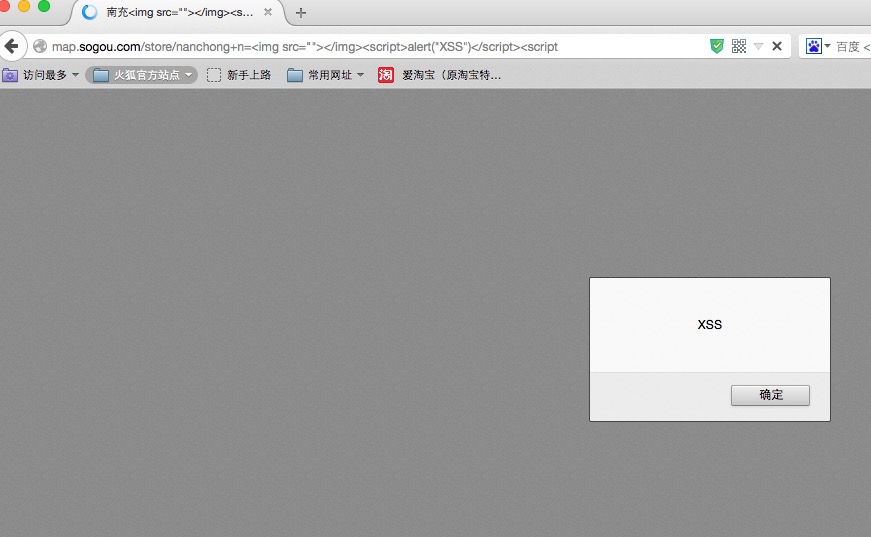 南充<img src=""></img><s...
map.sogou.com/store/nanchong+n=<img src=""></img><script>alert("XSS")</script><script
百度 <
访问最多 火狐官方站点 新手上路 常用网址 淘 爱淘宝（原淘宝特...
XSS
确定